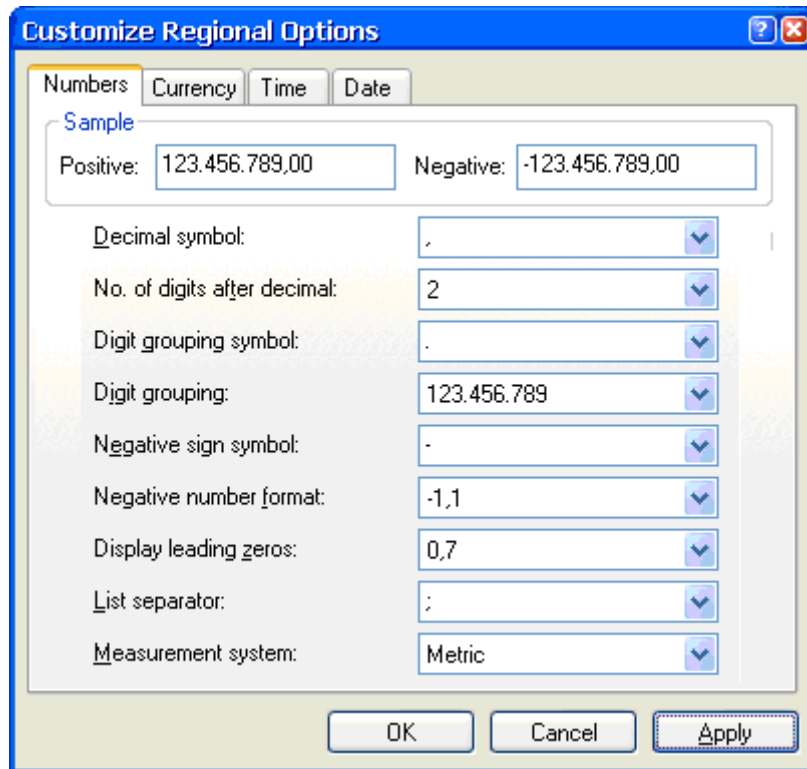 Customize Regional Options
Numbers Currency Time Date
Sample
Positive: 123.456.789,00 Negative: -123.456.789,00
Decimal symbol: ,
No. of digits after decimal: 2
Digit grouping symbol: .
Digit grouping: 123.456.789
Negative sign symbol: -
Negative number format: -1,1
Display leading zeros: 0,7
List separator: ;
Measurement system: Metric
OK Cancel Apply